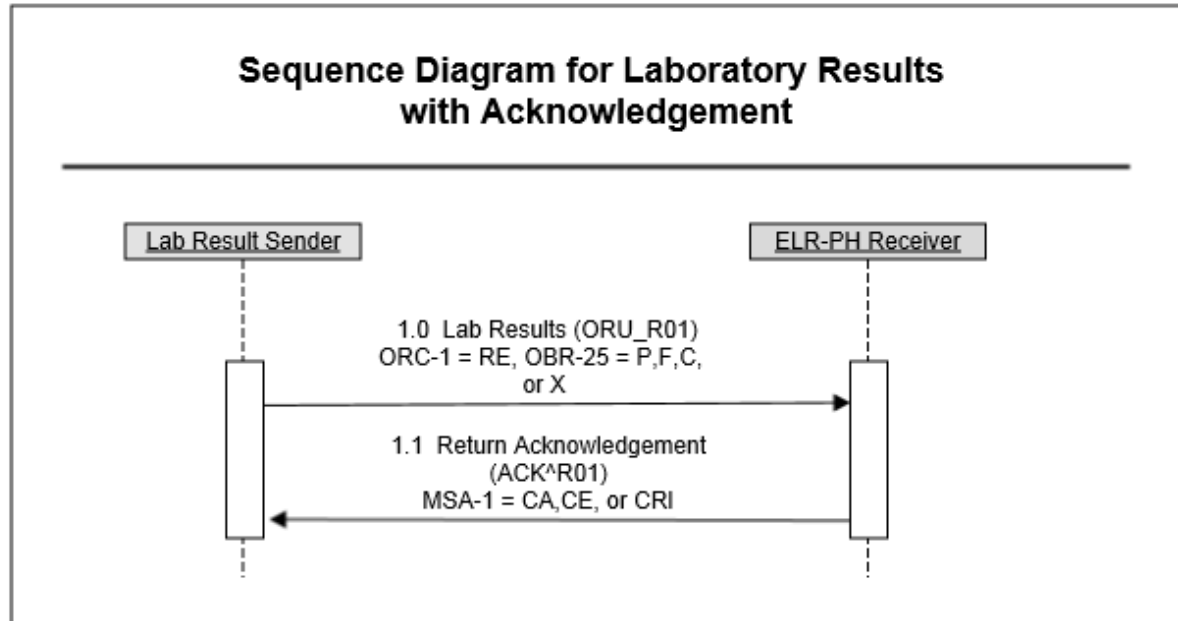 Sequence Diagram for Laboratory Results
with Acknowledgement
Lab Result Sender
ELR-PH Receiver
1.0 Lab Results (ORU_R01)
ORC-1 = RE, OBR-25 = P,F,C,
or X
1.1 Return Acknowledgement
(ACK^R01)
MSA-1 = CA,CE, or CRI